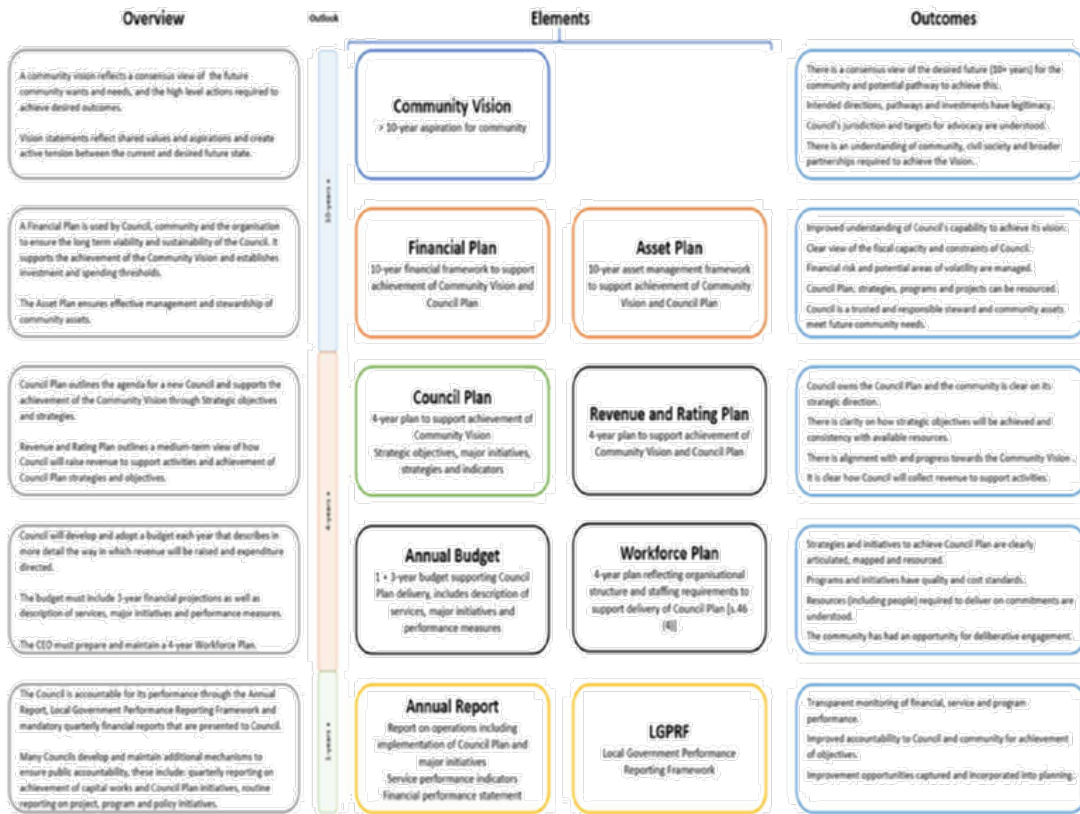 Overview
Outlook
Elements
Outcomes
A community vision reflects a consensus view of the future
community wants and needs, and the high level actions required to
achieve desired outcomes.
Vision statements reflect shared values and aspirations and create
active tension between the current and desired future state.
10-years +
Community Vision
> 10-year aspiration for community
There is a consensus view of the desired future (10+ years) for the
community and potential pathway to achieve this.
Intended directions, pathways and investments have legitimacy.
Council's jurisdiction and targets for advocacy are understood.
There is an understanding of community, civil society and broader
partnerships required to achieve the Vision.
A Financial Plan is used by Council, community and the organisation
to ensure the long term viability and sustainability of the Council. It
supports the achievement of the Community Vision and establishes
investment and spending thresholds.
The Asset Plan ensures effective management and stewardship of
community assets.
Financial Plan
10-year financial framework to support
achievement of Community Vision and
Council Plan
Asset Plan
10-year asset management framework
to support achievement of Community
Vision and Council Plan
Improved understanding of Council's capability to achieve its vision.
Clear view of the fiscal capacity and constraints of Council.
Financial risk and potential areas of volatility are managed.
Council Plan, strategies, programs and projects can be resourced.
Council is a trusted and responsible steward and community assets
meet future community needs.
Council Plan outlines the agenda for a new Council and supports the
achievement of the Community Vision through Strategic objectives
and strategies.
Revenue and Rating Plan outlines a medium-term view of how
Council will raise revenue to support activities and achievement of
Council Plan strategies and objectives.
4-years +
Council Plan
4-year plan to support achievement of
Community Vision
Strategic objectives, major initiatives,
strategies and indicators
Revenue and Rating Plan
4-year plan to support achievement of
Community Vision and Council Plan
Council owns the Council Plan and the community is clear on its
strategic direction.
There is clarity on how strategic objectives will be achieved and
consistency with available resources.
There is alignment with and progress towards the Community Vision .
It is clear how Council will collect revenue to support activities.
Council will develop and adopt a budget each year that describes in
more detail the way in which revenue will be raised and expenditure
directed.
The budget must include 3-year financial projections as well as
description of services, major initiatives and performance measures.
The CEO must prepare and maintain a 4-year Workforce Plan.
Annual Budget
1 + 3-year budget supporting Council
Plan delivery, includes description of
services, major initiatives and
performance measures
Workforce Plan
4-year plan reflecting organisational
structure and staffing requirements to
support delivery of Council Plan [s.46
(4)]
Strategies and initiatives to achieve Council Plan are clearly
articulated, mapped and resourced.
Programs and initiatives have quality and cost standards.
Resources (including people) required to deliver on commitments are
understood.
The community has had an opportunity for deliberative engagement.
The Council is accountable for its performance through the Annual
Report, Local Government Performance Reporting Framework and
mandatory quarterly financial reports that are presented to Council.
Many Councils develop and maintain additional mechanisms to
ensure public accountability, these include: quarterly reporting on
achievement of capital works and Council Plan initiatives, routine
reporting on project, program and policy initiatives.
Annual Report
Report on operations including
implementation of Council Plan and
major initiatives
Service performance indicators
Financial performance statement
LGPRF
Local Government Performance
Reporting Framework
Transparent monitoring of financial, service and program
performance.
Improved accountability to Council and community for achievement
of objectives.
Improvement opportunities captured and incorporated into planning.